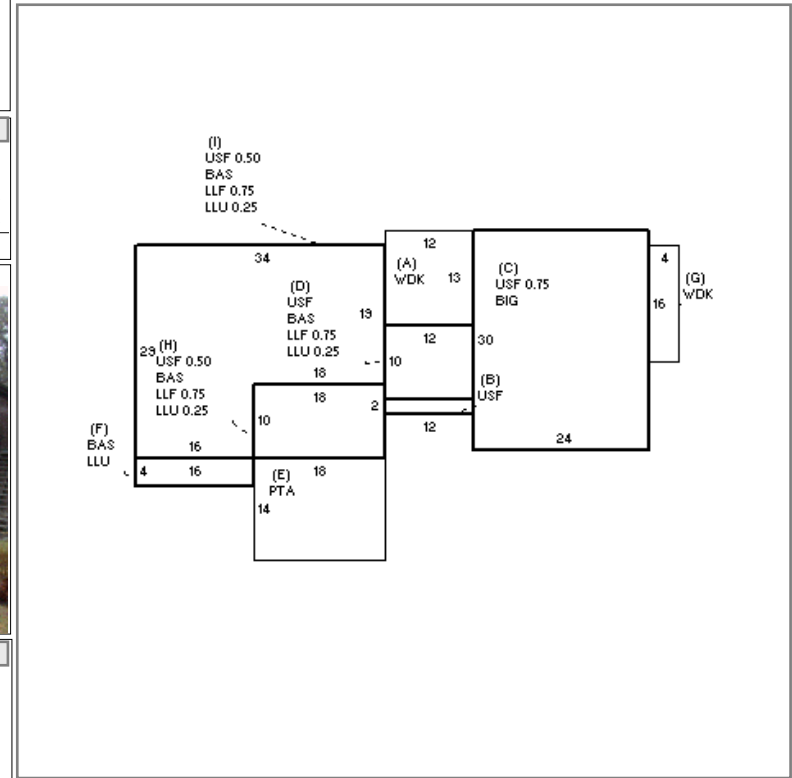 (I)
USF 0.50
BAS
LLF 0.75
LLU 0.25
12
34
(A)
WDK
13
(C)
USF 0.75
BIG
4
(G)
WDK
16
(D)
USF
BAS
LLF 0.75
LLU 0.25
19
12
30
10
29
(H)
USF 0.50
BAS
LLF 0.75
LLU 0.25
18
18
(B)
USF
2
12
10
24
(F)
BAS
LLU
16
4
16
(E)
PTA
18
14